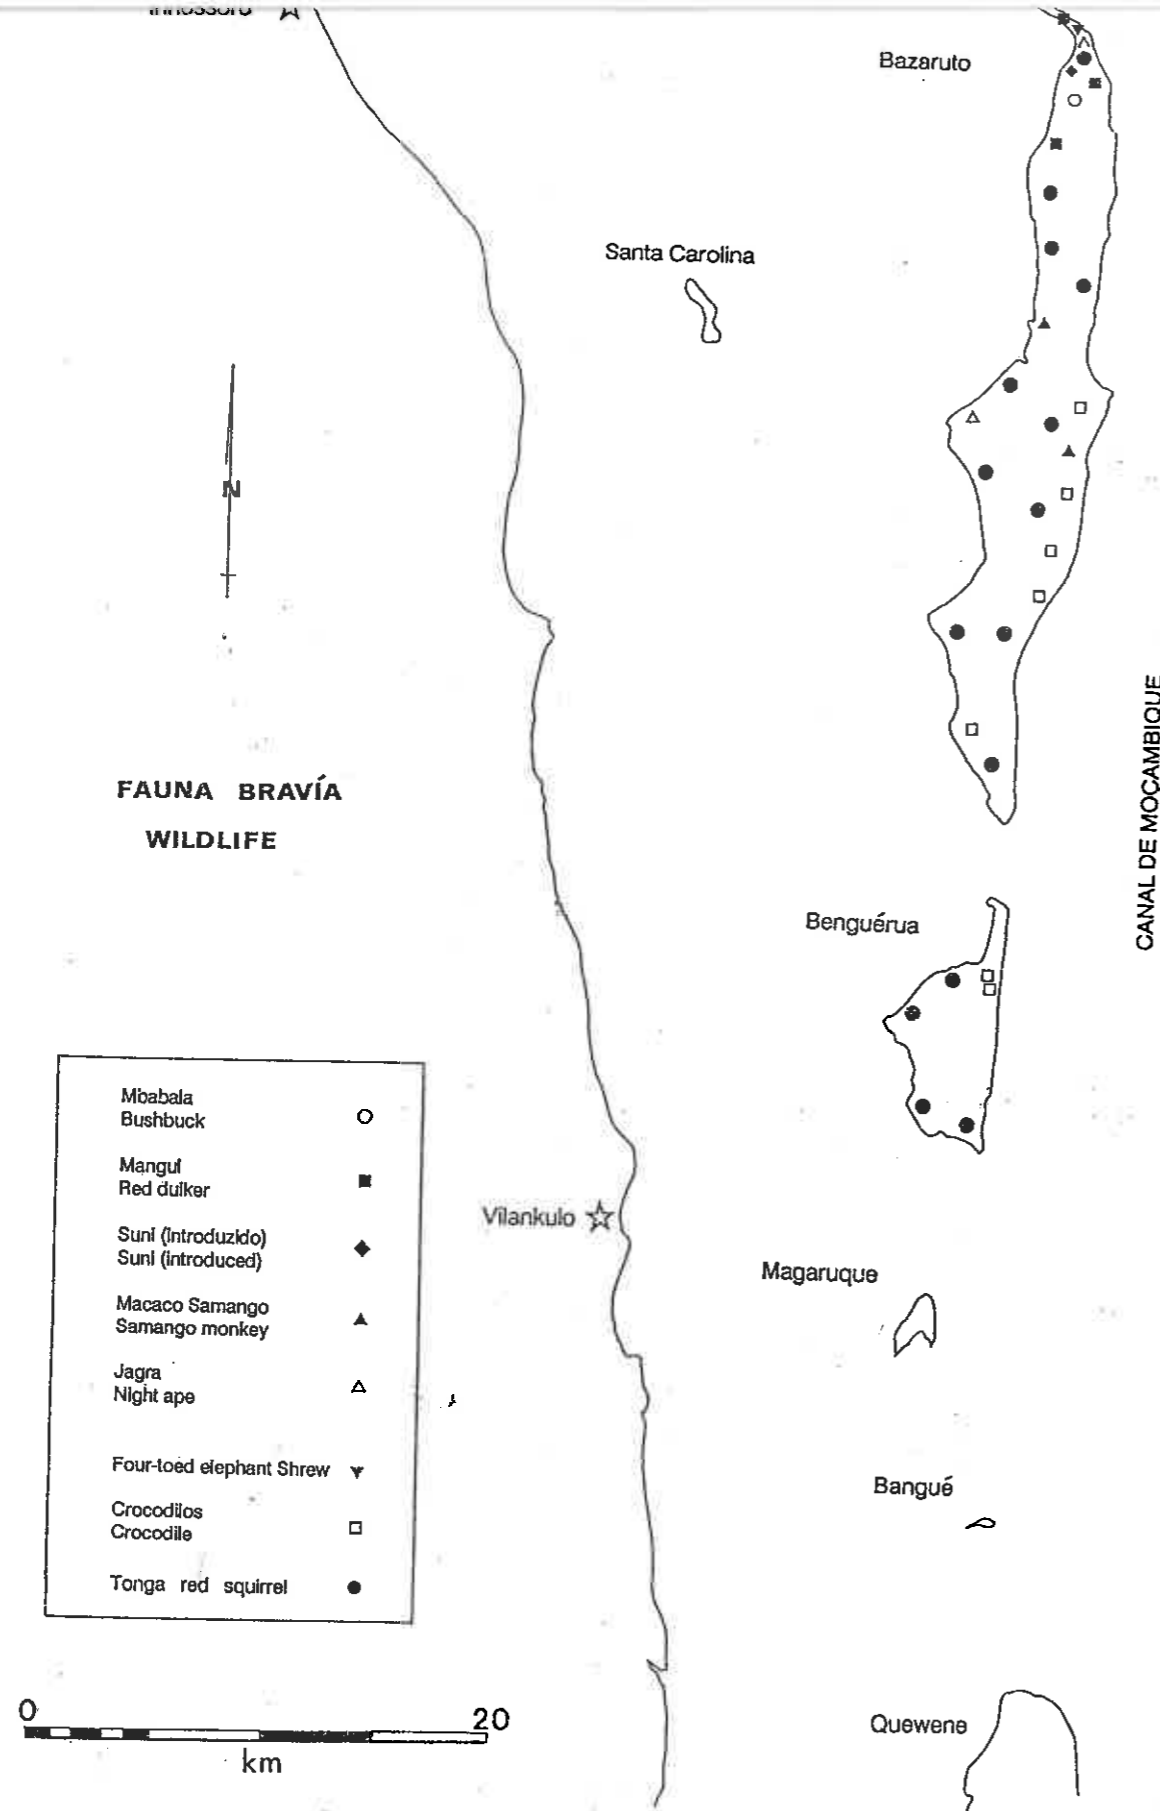 Bazaruto
Santa Carolina
N
FAUNA BRAVÍA
WILDLIFE
CANAL DE MOÇAMBIQUE
Benguérua
Mbabala
Bushbuck
Mangul
Red duiker
Suni (introduzido)
Suni (introduced)
Macaco Samango
Samango monkey
Jagra
Night ape
Four-toed elephant Shrew
Crocodilos
Crocodile
Tonga red squirrel
Vilankulo
Magaruque
Bangué
Quewene
0 20
km